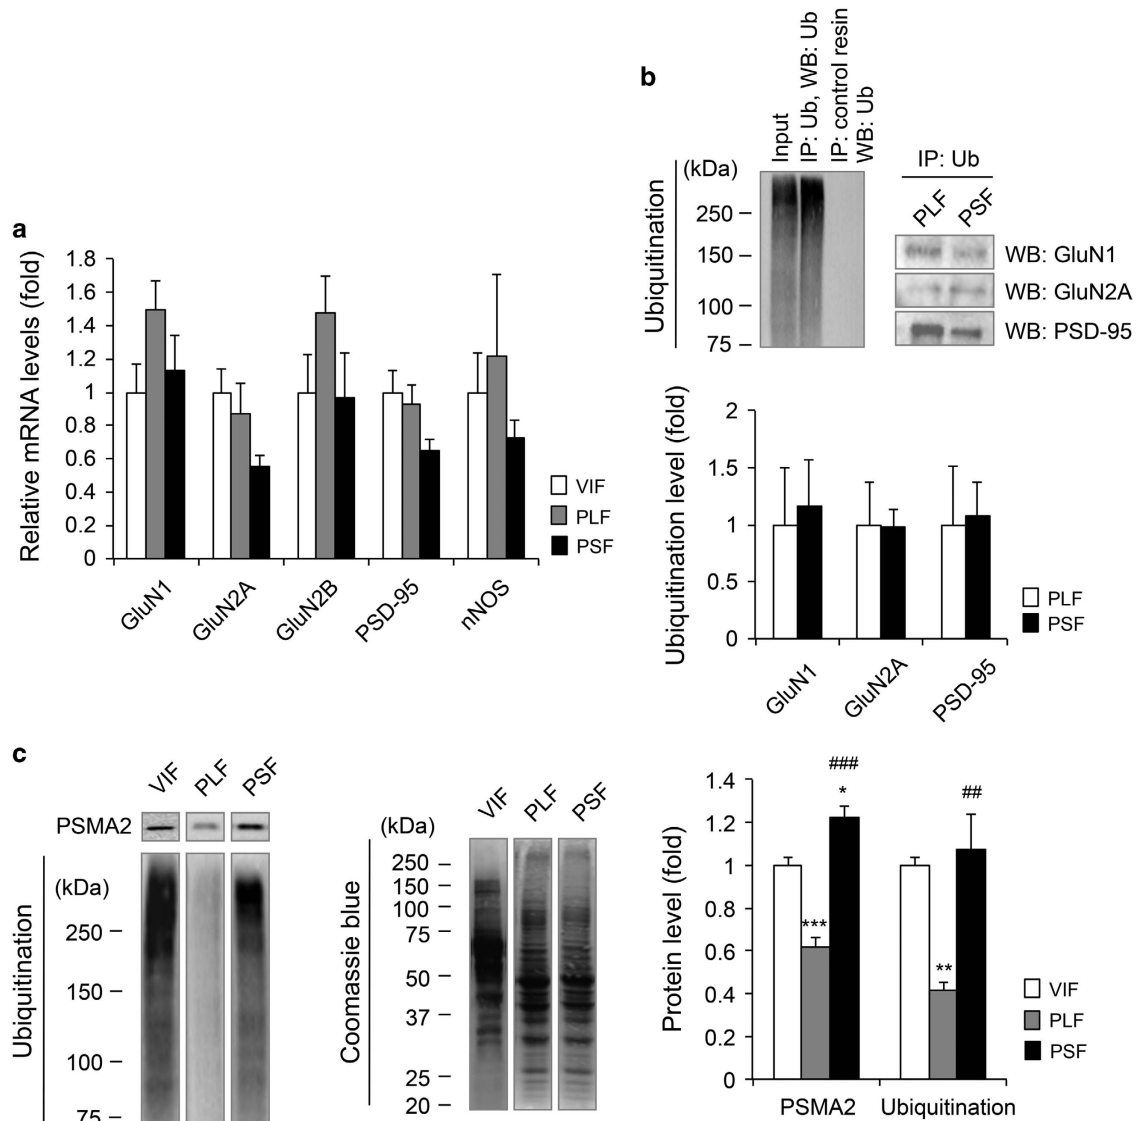 a
Relative mRNA levels (fold)
1.8
1.6
1.4
1.2
1
0.8
0.6
0.4
0.2
0
GluN1
GluN2A
GluN2B
PSD-95
nNOS
VIF
PLF
PSF
b
Ubiquitination
(kDa)
250
150
100
75
Input
IP: Ub, WB: Ub
IP: control resin
WB: Ub
IP: Ub
PLF
PSF
WB: GluN1
WB: GluN2A
WB: PSD-95
Ubiquitination level (fold)
2
1.5
1
0.5
0
GluN1
GluN2A
PSD-95
PLF
PSF
c
VIF
PLF
PSF
PSMA2
Ubiquitination
(kDa)
250
150
100
75
Coomassie blue
(kDa)
VIF
PLF
PSF
250
150
100
75
50
37
25
20
Protein level (fold)
1.4
1.2
1
0.8
0.6
0.4
0.2
0
***
###
*
**
##
PSMA2
Ubiquitination
VIF
PLF
PSF